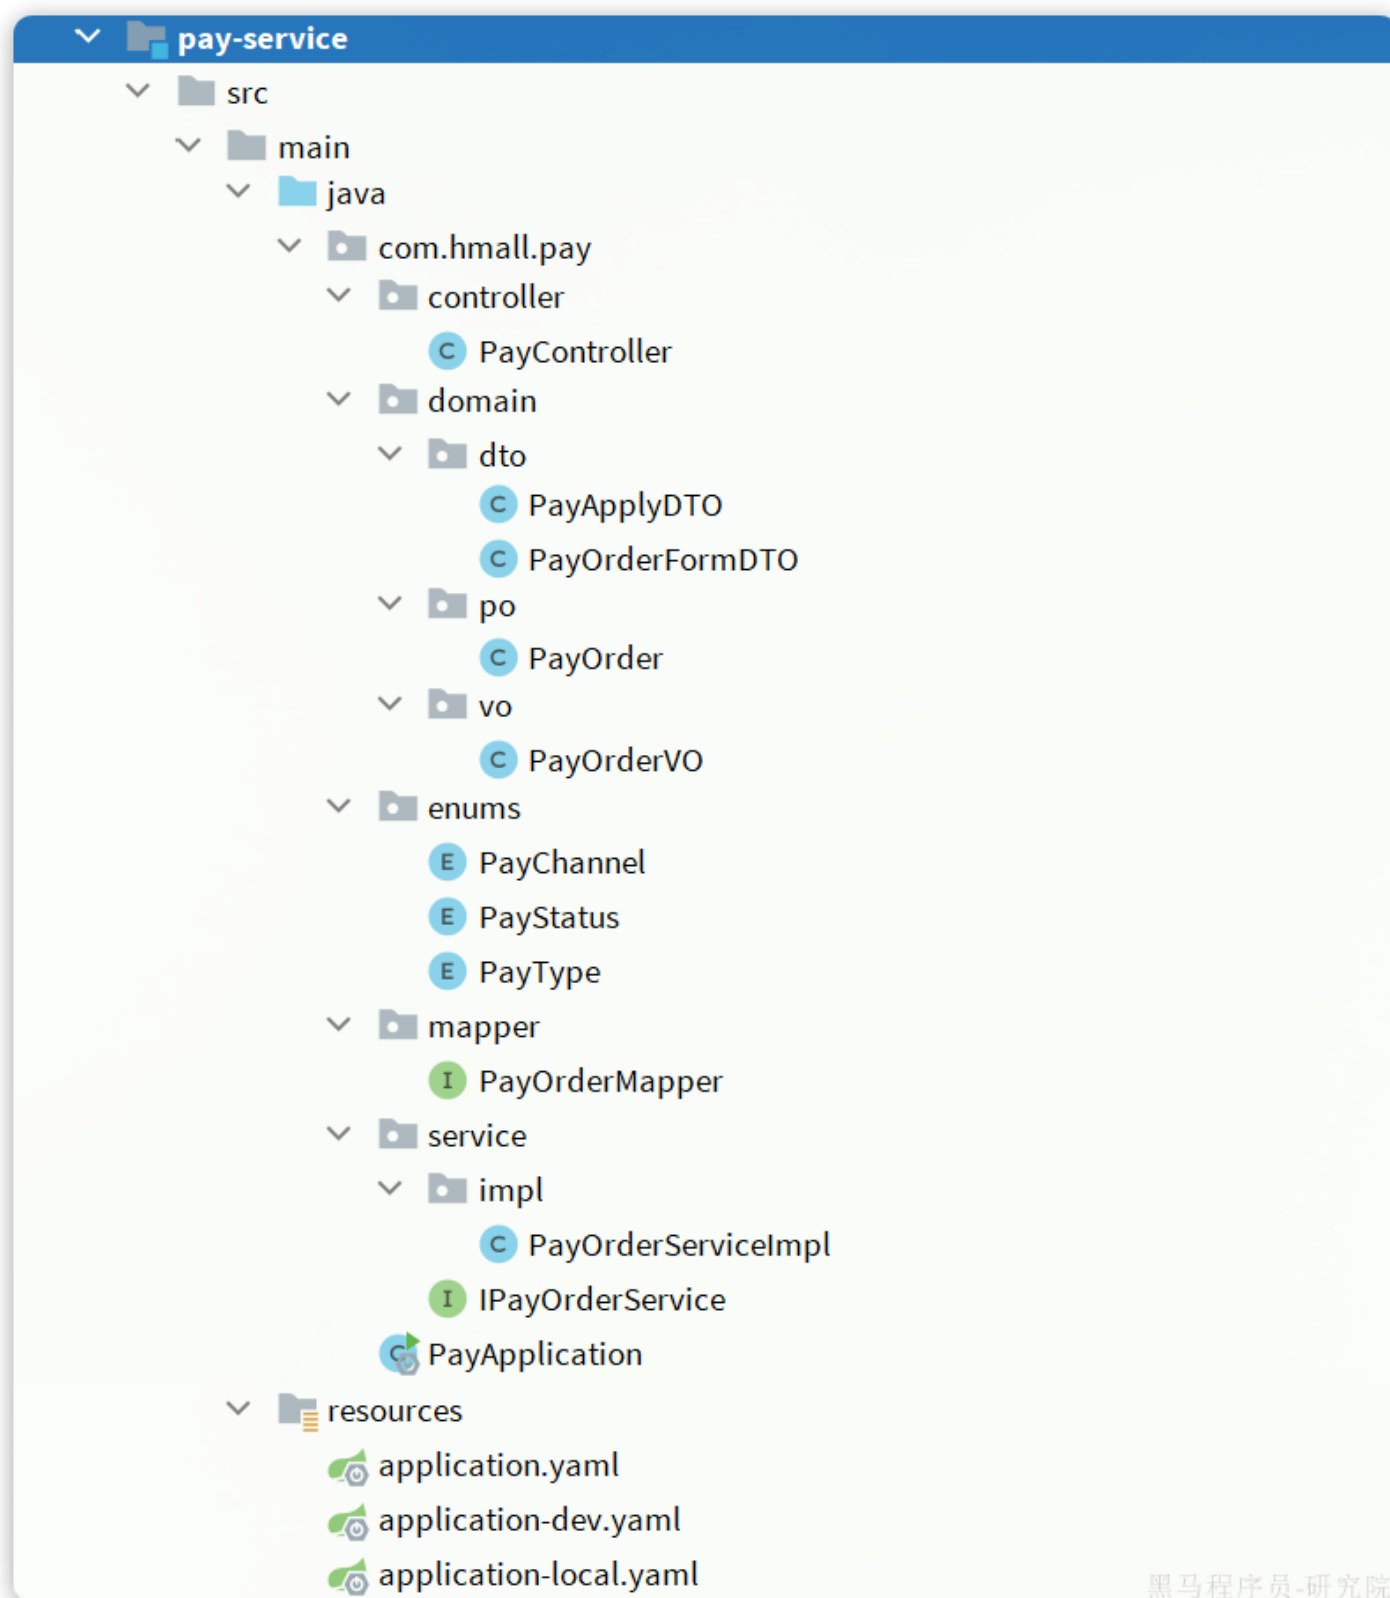 pay-service
src
main
java
com.hmall.pay
controller
C PayController
domain
dto
C PayApplyDTO
C PayOrderFormDTO
po
C PayOrder
vo
C PayOrderVO
enums
E PayChannel
E PayStatus
E PayType
mapper
I PayOrderMapper
service
impl
C PayOrderServiceImpl
I IPayOrderService
C PayApplication
resources
application.yaml
application-dev.yaml
application-local.yaml
黑马程序员-研究院